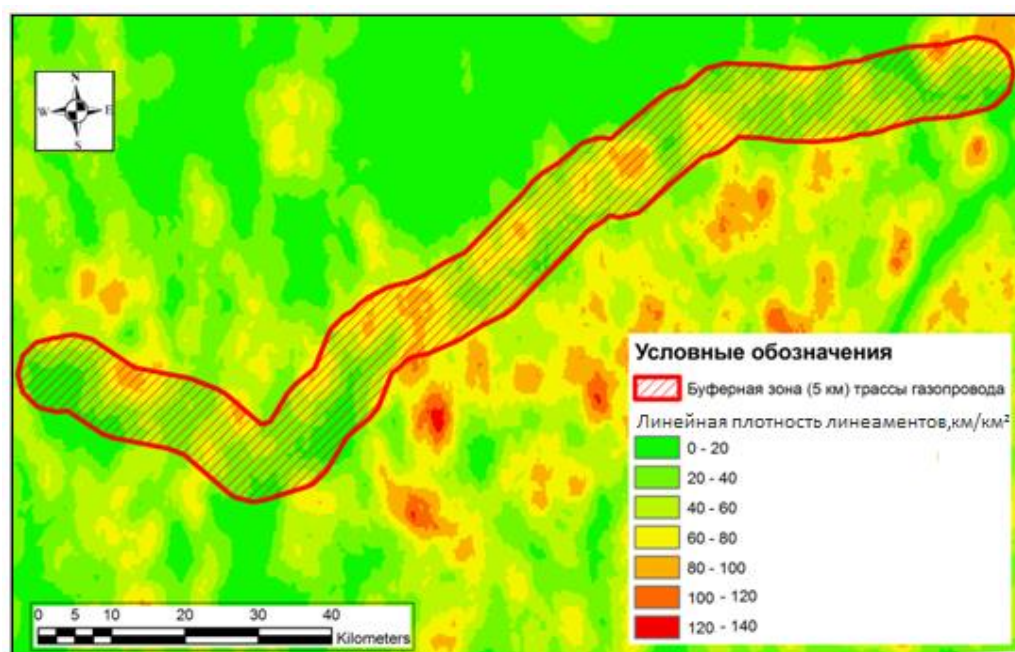 N
W E
S
Условные обозначения
Буферная зона (5 км) трассы газопровода
Линейная плотность линеаментов,км/км²
0 - 20
20 - 40
40 - 60
60 - 80
80 - 100
100 - 120
120 - 140
0 5 10 20 30 40
Kilometers